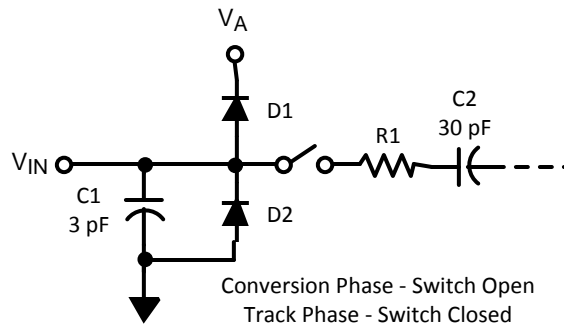 VA
D1
C2
30 pF
R1
VIN
C1
3 pF
D2
Conversion Phase - Switch Open
Track Phase - Switch Closed